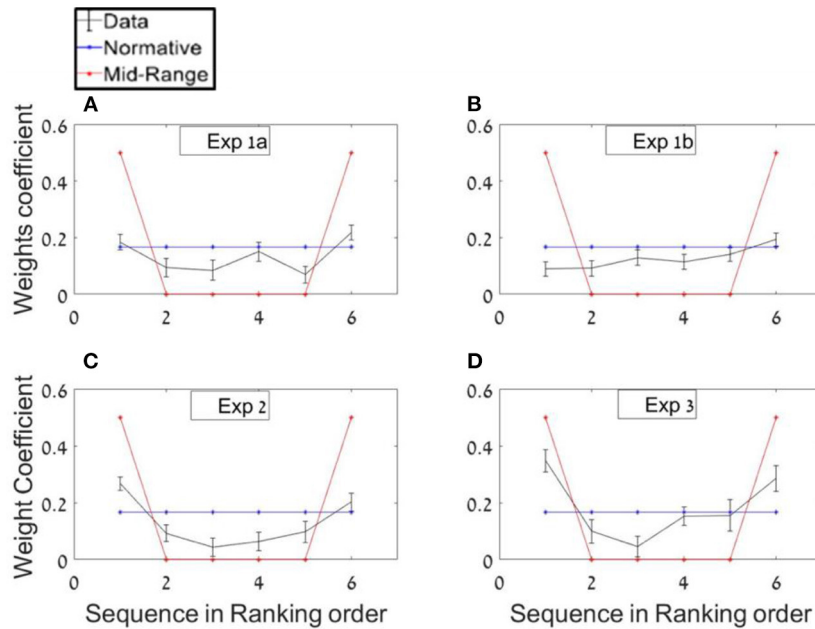 Data
Normative
Mid-Range
A
B
0.6
Exp 1a
0.4
0.2
0
0 2 4 6
Weights coefficient
0.6
Exp 1b
0.4
0.2
0
0 2 4 6
C
D
0.6
Exp 2
0.4
0.2
0
0 2 4 6
Weight Coefficient
Sequence in Ranking order
0.6
Exp 3
0.4
0.2
0
0 2 4 6
Sequence in Ranking order